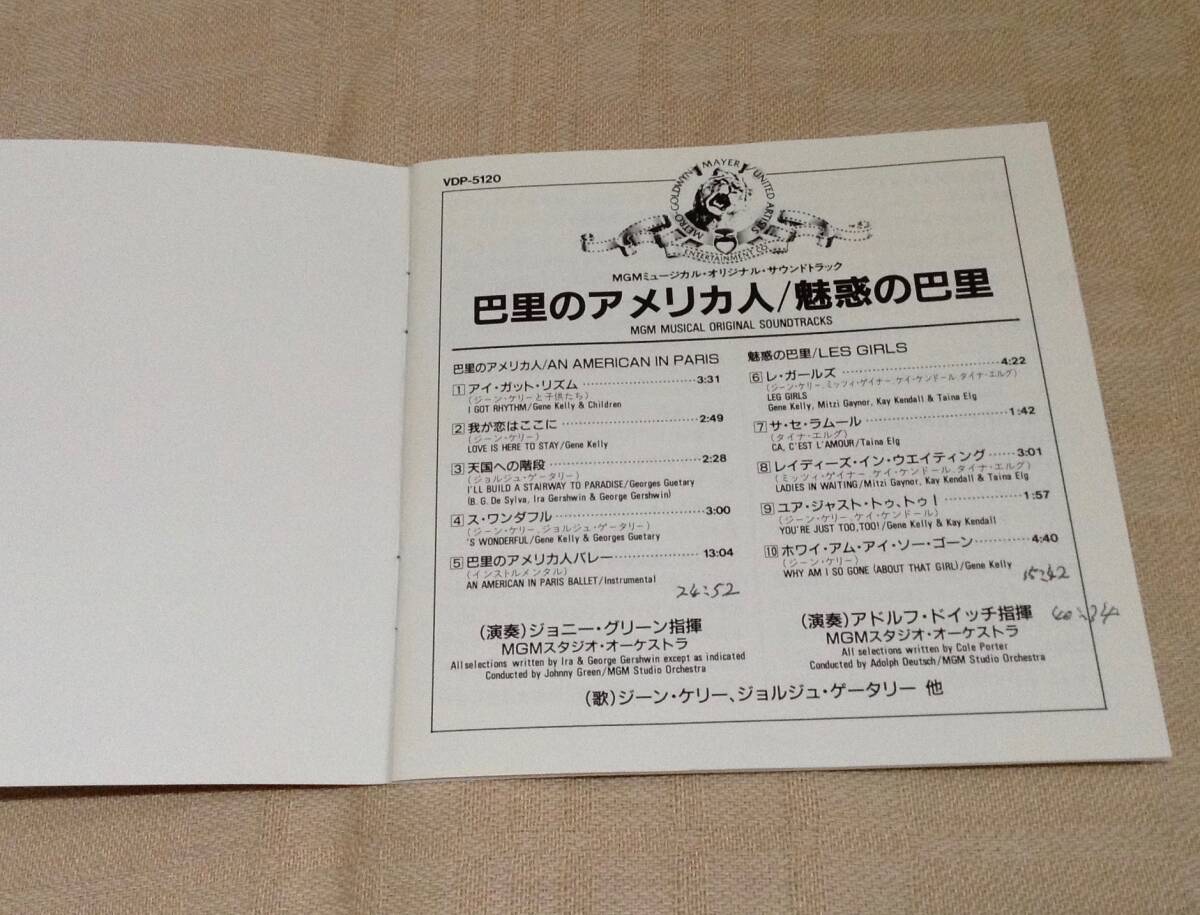 VDP-5120
METRO GOLDWYN MAYER/UNITED ARTISTS
ENTERTAINMENT CO.
MGMミュージカル・オリジナル・サウンドトラック
巴里のアメリカ人/魅惑の巴里
MGM MUSICAL ORIGINAL SOUNDTRACKS
巴里のアメリカ人/AN AMERICAN IN PARIS
1 アイ・ガット・リズム 3:31
(ジーン・ケリーと子供たち)
I GOT RHYTHM/Gene Kelly & Children
2 我が恋はここに 2:49
(ジーン・ケリー)
LOVE IS HERE TO STAY/Gene Kelly
3 天国への階段 2:28
(ジョルジュ・ゲータリー)
I'LL BUILD A STAIRWAY TO PARADISE/Georges Guetary
(B. G. De Sylva, Ira Gershwin & George Gershwin)
4 ス・ワンダフル 3:00
(ジーン・ケリー、ジョルジュ・ゲータリー)
'S WONDERFUL/Gene Kelly & Georges Guetary
5 巴里のアメリカ人バレー 13:04
(インストルメンタル)
AN AMERICAN IN PARIS BALLET/Instrumental
24:52
(演奏)ジョニー・グリーン指揮
MGMスタジオ・オーケストラ
All selections written by Ira & George Gershwin except as indicated
Conducted by Johnny Green/MGM Studio Orchestra
魅惑の巴里/LES GIRLS
6 レ・ガールズ 4:22
(ジーン・ケリー、ミッツィ・ゲイナー、ケイ・ケンドール、タイナ・エルグ)
LEG GIRLS
Gene Kelly, Mitzi Gaynor, Kay Kendall & Taina Elg
7 サ・セ・ラムール 1:42
(タイナ・エルグ)
CA, C'EST L'AMOUR/Taina Elg
8 レイディーズ・イン・ウエイティング 3:01
(ミッツィ・ゲイナー、ケイ・ケンドール、タイナ・エルグ)
LADIES IN WAITING/Mitzi Gaynor, Kay Kendall & Taina Elg
9 ユア・ジャスト・トゥ、トゥ! 1:57
(ジーン・ケリー、ケイ・ケンドール)
YOU'RE JUST TOO, TOO!/Gene Kelly & Kay Kendall
10 ホワイ・アム・アイ・ソー・ゴーン 4:40
(ジーン・ケリー)
WHY AM I SO GONE (ABOUT THAT GIRL)/Gene Kelly
15:42
(演奏)アドルフ・ドイッチ指揮
40:34
MGMスタジオ・オーケストラ
All selections written by Cole Porter
Conducted by Adolph Deutsch/MGM Studio Orchestra
(歌)ジーン・ケリー、ジョルジュ・ゲータリー 他